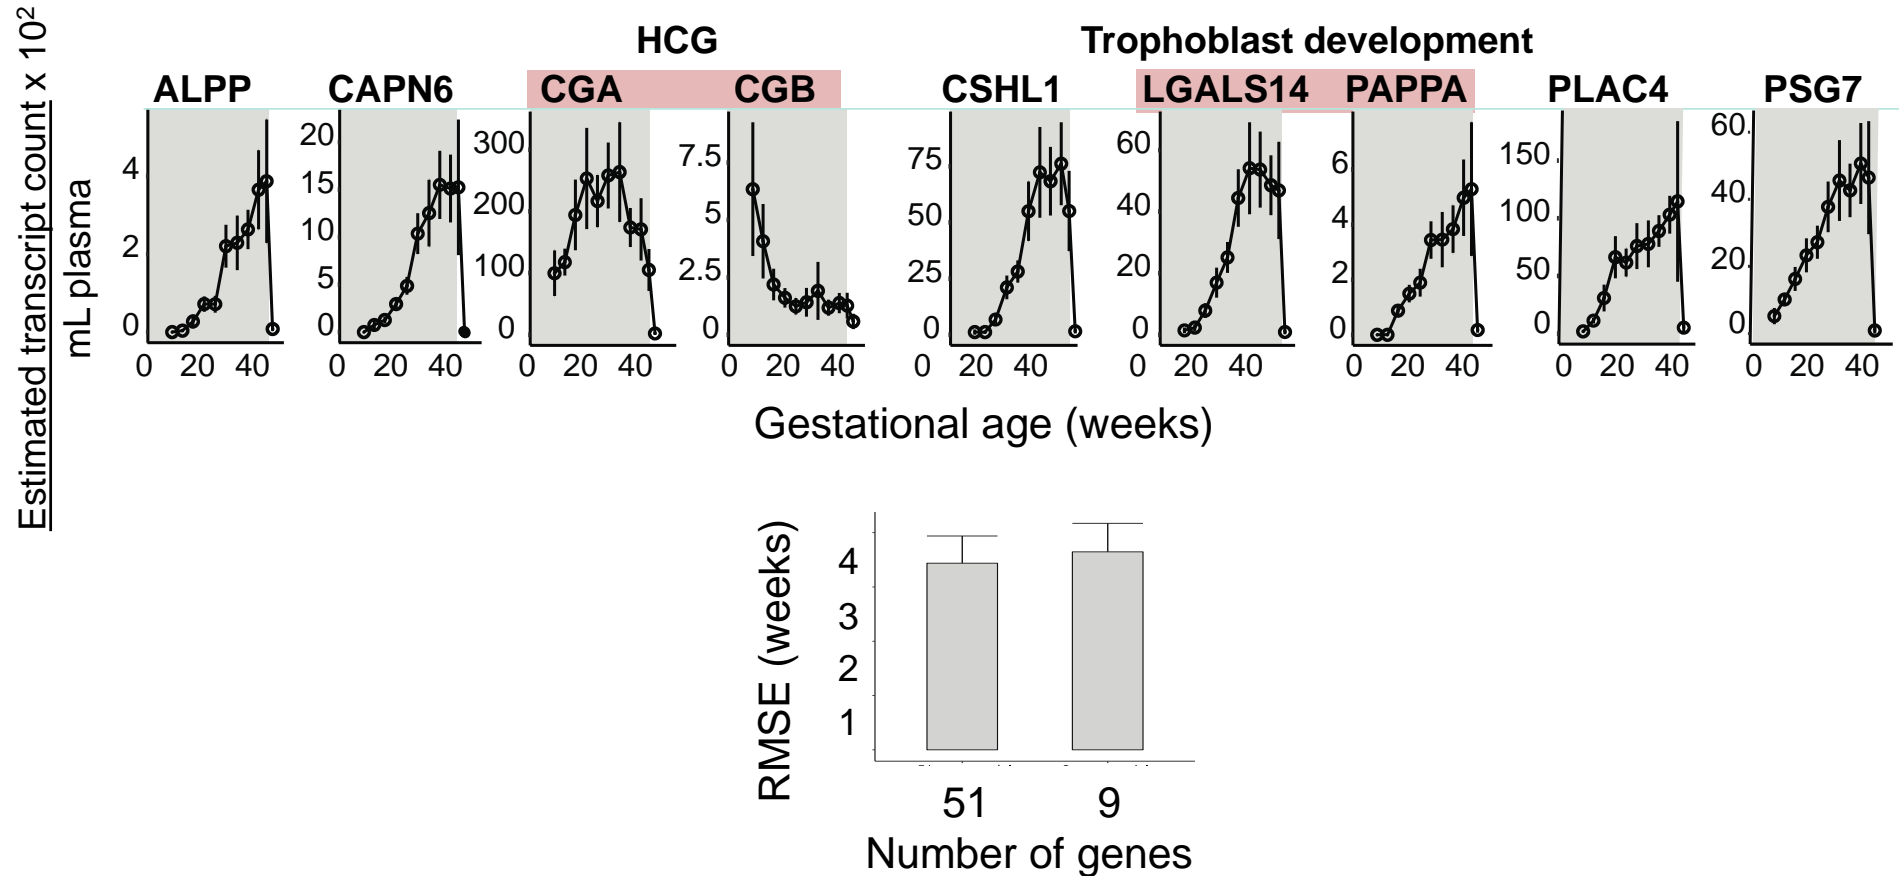 Estimated transcript count x 10²
mL plasma
HCG
Trophoblast development
ALPP CAPN6 CGA CGB CSHL1 LGALS14 PAPPA PLAC4 PSG7
4
2
0
0 20 40
20
15
10
5
0
0 20 40
300
200
100
0
0 20 40
7.5
5
2.5
0
0 20 40
75
50
25
0
0 20 40
60
40
20
0
0 20 40
6
4
2
0
0 20 40
150
100
50
0
0 20 40
60
40
20
0
0 20 40
Gestational age (weeks)
RMSE (weeks)
4
3
2
1
51 9
Number of genes